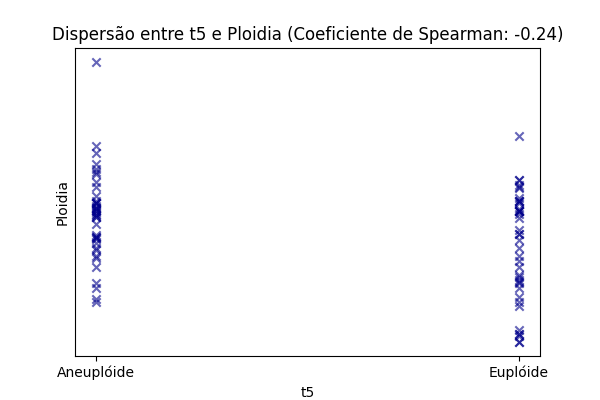 Dispersão entre t5 e Ploidia (Coeficiente de Spearman: -0.24)
Ploidia
Aneuplóide
Euplóide
t5